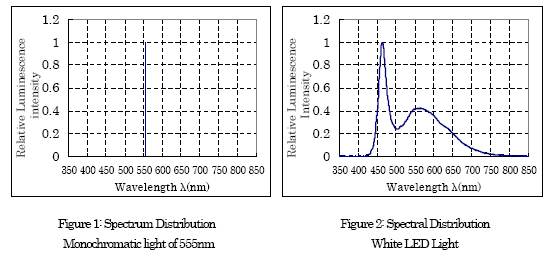 1.2
1
0.8
0.6
0.4
0.2
0
Relative Luminescence
intensity
350 400 450 500 550 600 650 700 750 800 850
Wavelength λ(nm)
Figure 1: Spectrum Distribution
Monochromatic light of 555nm
1.2
1
0.8
0.6
0.4
0.2
0
Relative Luminescence
Intensity
350 400 450 500 550 600 650 700 750 800 850
Wavelength λ(nm)
Figure 2: Spectral Distribution
White LED Light